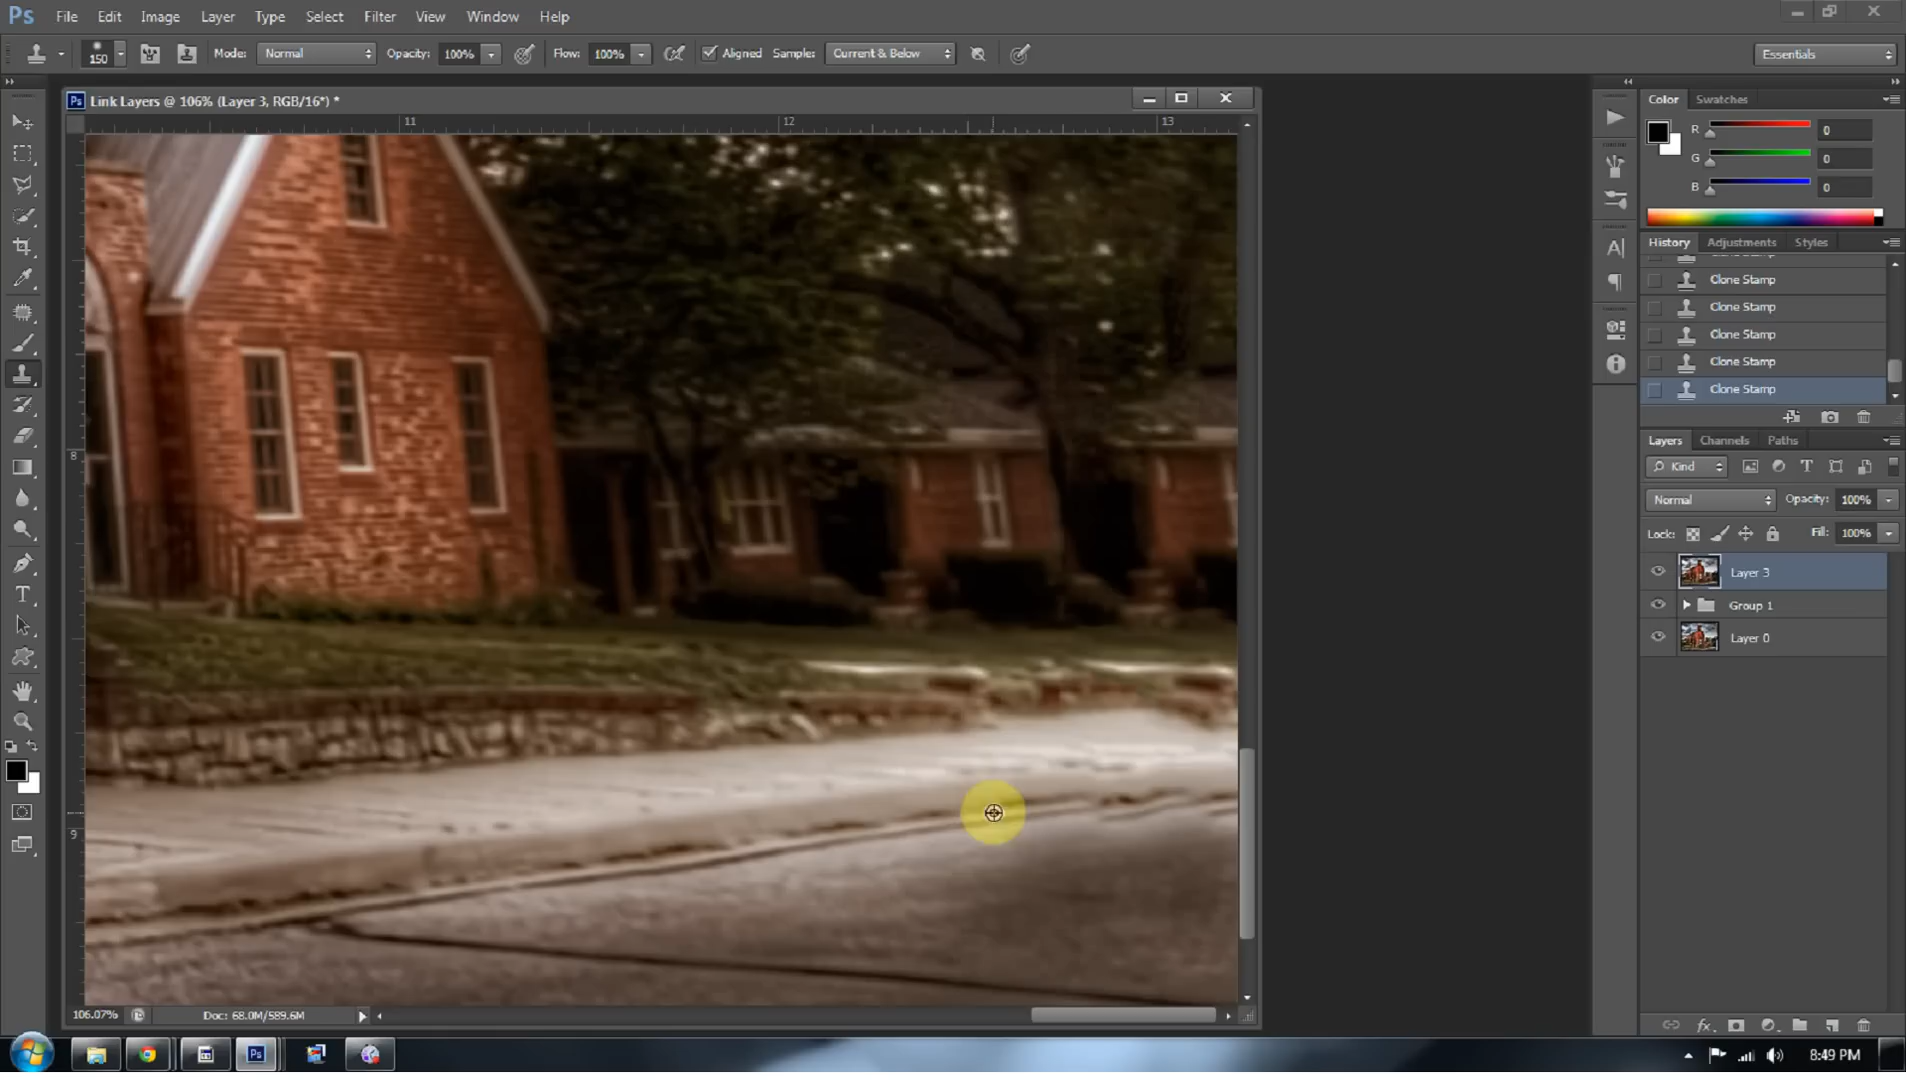 Ps File Edit Image Layer Type Select Filter View Window Help
150 Mode: Normal Opacity: 100% Flow: 100% Aligned Sample: Current & Below Essentials
Ps Link Layers @ 106% (Layer 3, RGB/16*) *
11 12 13
8
9
Color Swatches
R 0
G 0
B 0
History Adjustments Styles
Clone Stamp
Clone Stamp
Clone Stamp
Clone Stamp
Clone Stamp
Layers Channels Paths
Kind
Normal Opacity: 100%
Lock: Fill: 100%
Layer 3
Group 1
Layer 0
106.07% Doc: 68.0M/589.6M
Ps 8:49 PM